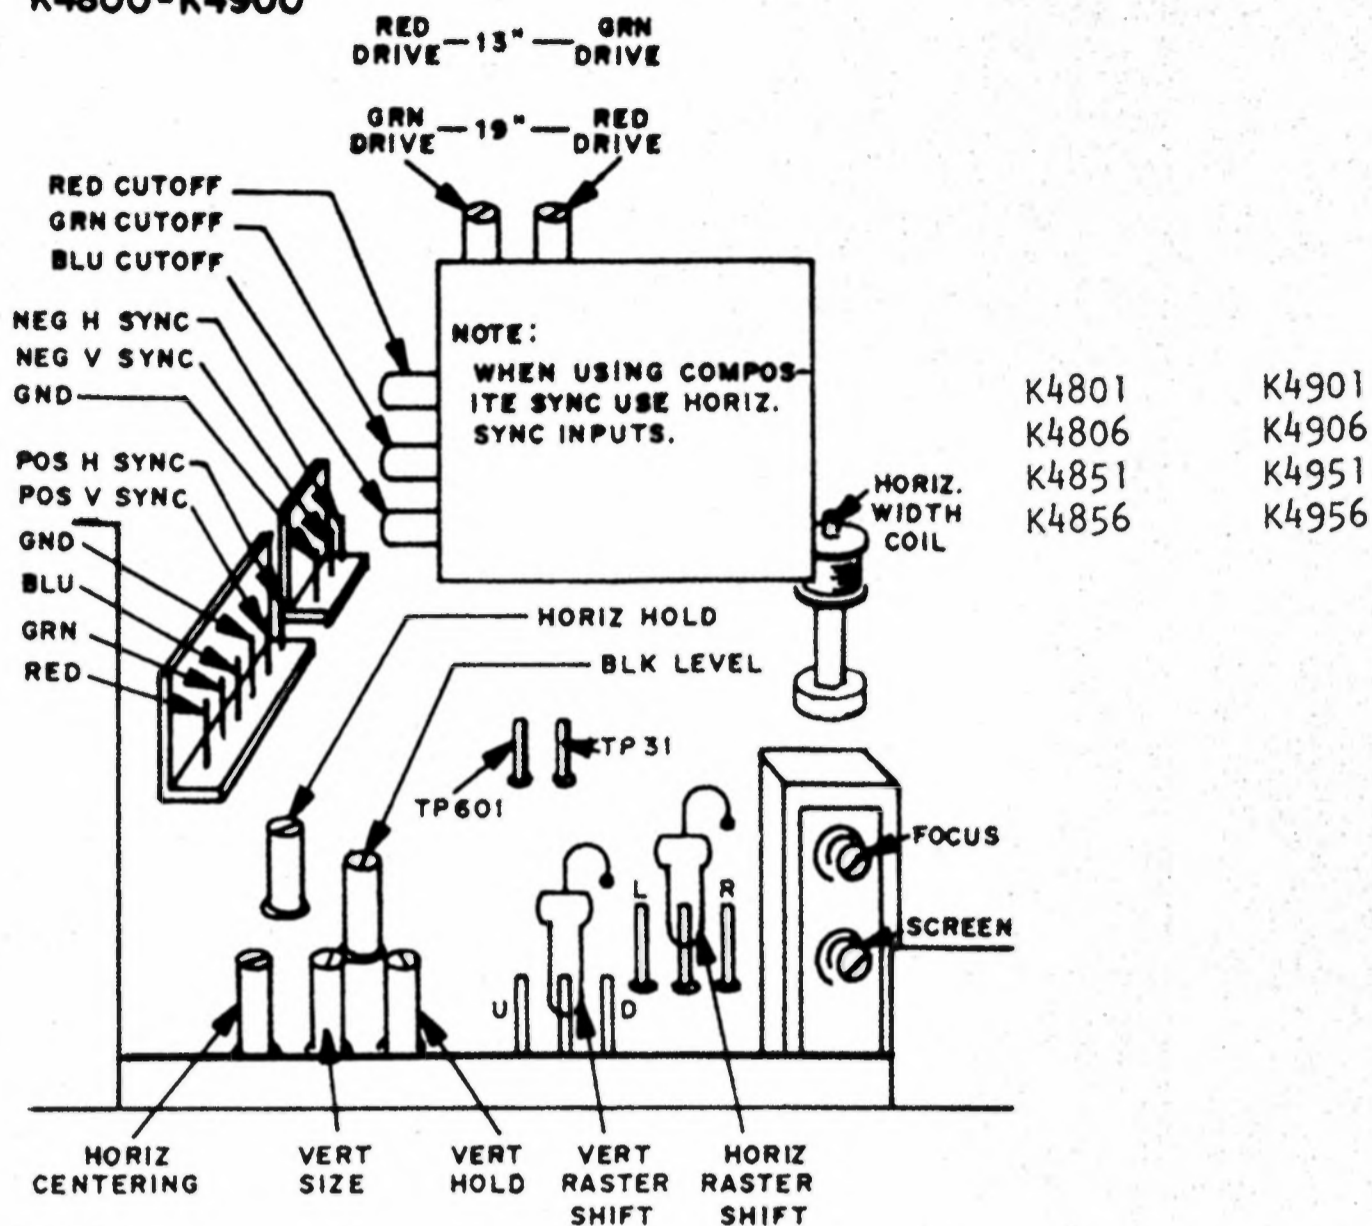 K4800-K4900
RED DRIVE — 13" — GRN DRIVE
GRN DRIVE — 19" — RED DRIVE
RED CUTOFF
GRN CUTOFF
BLU CUTOFF
NEG H SYNC
NEG V SYNC
GND
POS H SYNC
POS V SYNC
GND
BLU
GRN
RED
NOTE:
WHEN USING COMPOS-
ITE SYNC USE HORIZ.
SYNC INPUTS.
HORIZ.
WIDTH
COIL
K4801 K4901
K4806 K4906
K4851 K4951
K4856 K4956
HORIZ HOLD
BLK LEVEL
TP601
TP31
L R
U D
FOCUS
SCREEN
HORIZ
CENTERING
VERT
SIZE
VERT
HOLD
VERT
RASTER
SHIFT
HORIZ
RASTER
SHIFT